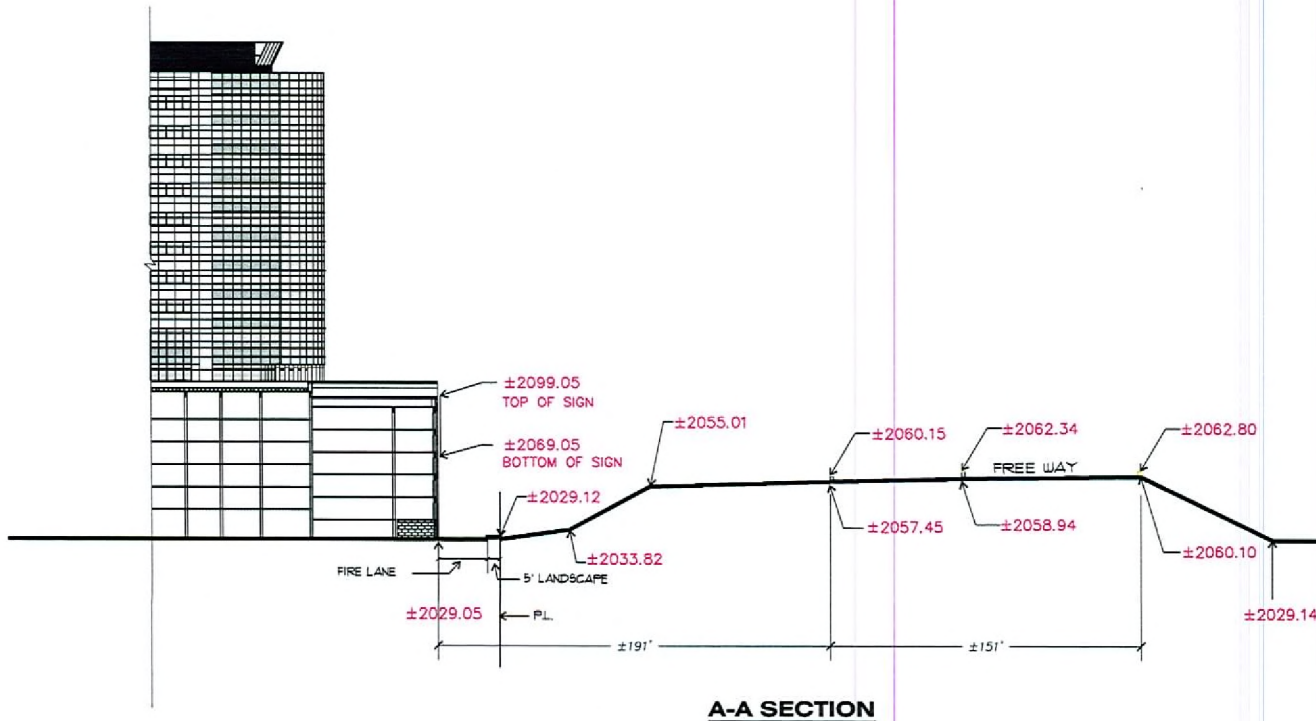 ±2099.05
TOP OF SIGN
±2069.05
BOTTOM OF SIGN
±2055.01
±2060.15
±2062.34
±2062.80
FREE WAY
±2029.12
±2057.45
±2058.94
±2060.10
±2033.82
FIRE LANE
5' LANDSCAPE
±2029.05
P.L.
±2029.14
±191'
±151'
A-A SECTION